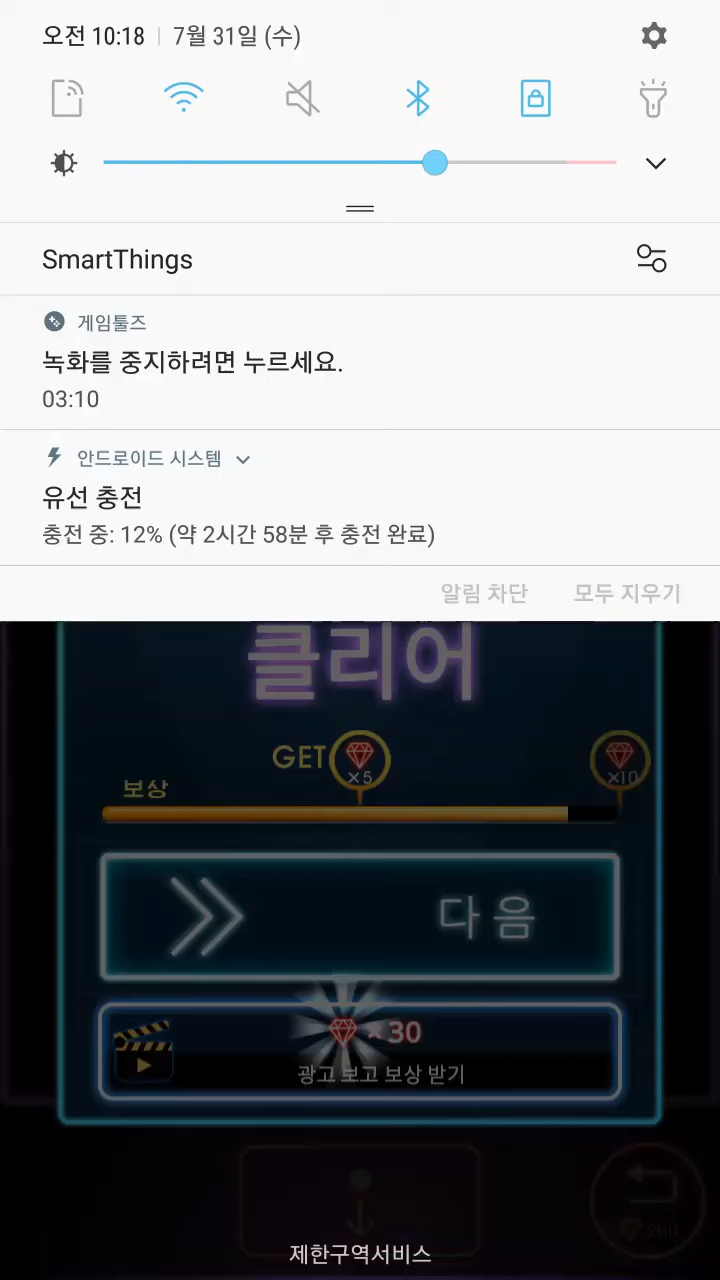 오전 10:18 | 7월 31일 (수)
SmartThings
게임툴즈
녹화를 중지하려면 누르세요.
03:10
안드로이드 시스템
유선 충전
충전 중: 12% (약 2시간 58분 후 충전 완료)
알림 차단 모두 지우기
클리어
GET ×5 ×10
보상
다음
×30
광고 보고 보상 받기
제한구역서비스